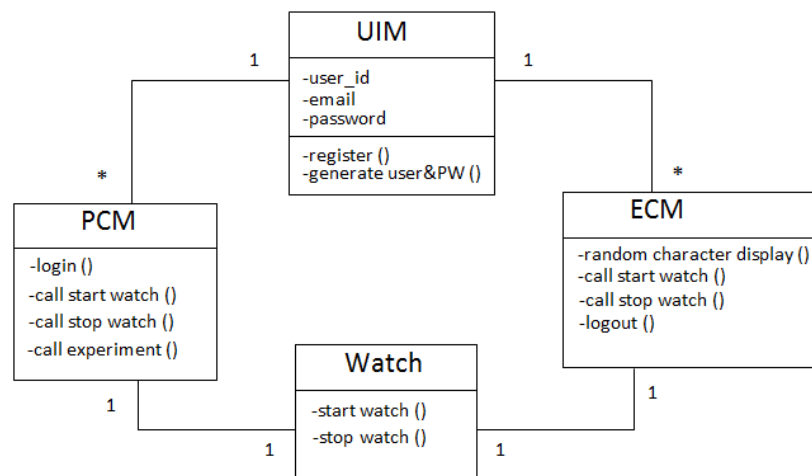 UIM
1
1
-user_id
-email
-password
-register ()
-generate user&PW ()
*
*
PCM
-login ()
-call start watch ()
-call stop watch ()
-call experiment ()
ECM
-random character display ()
-call start watch ()
-call stop watch ()
-logout ()
Watch
-start watch ()
-stop watch ()
1
1
1
1